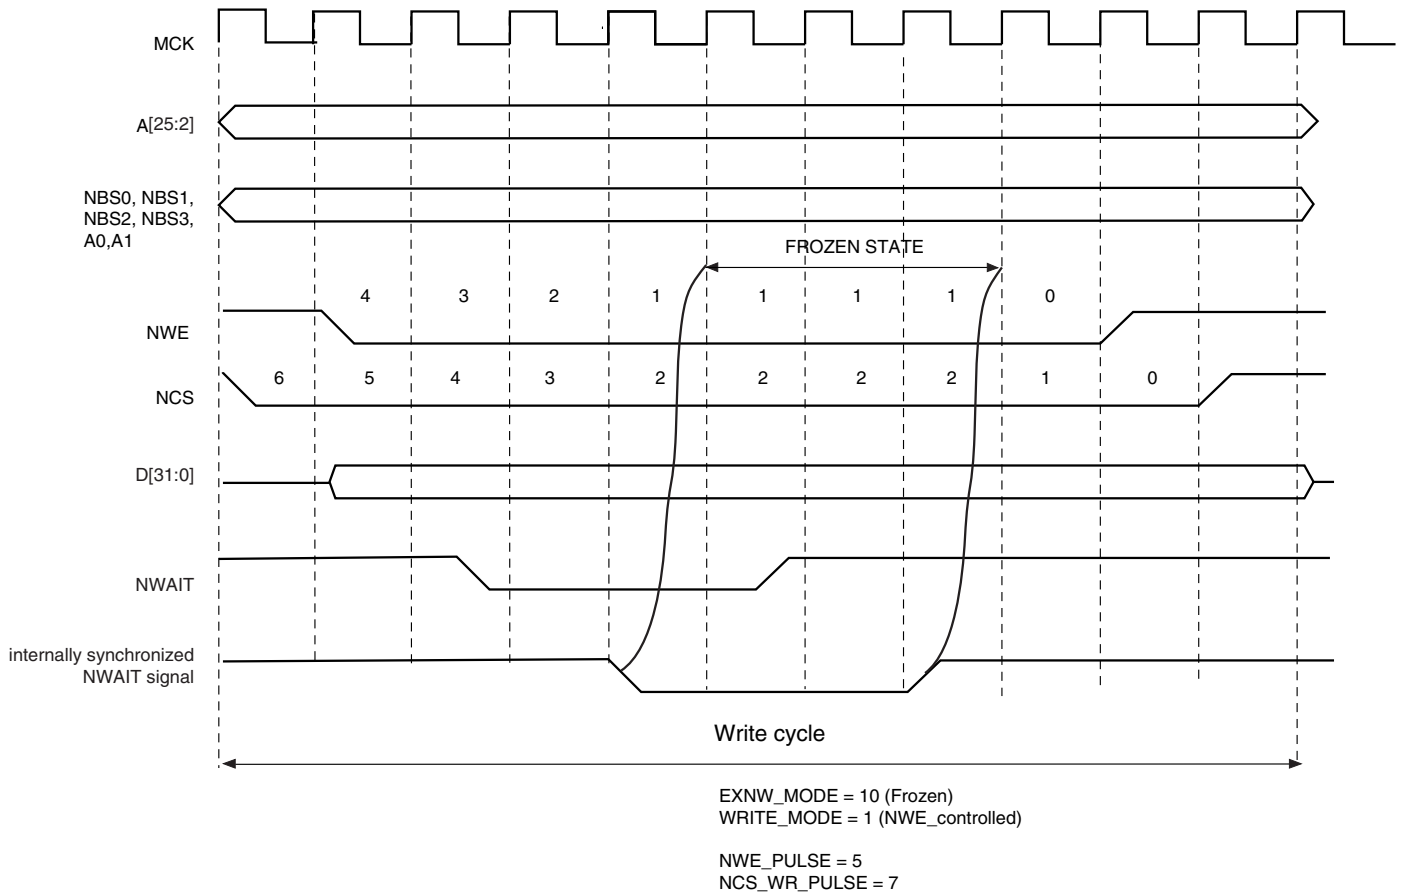 MCK
A[25:2]
NBS0, NBS1,
NBS2, NBS3,
A0,A1
FROZEN STATE
4 3 2 1 1 1 1 0
NWE
6 5 4 3 2 2 2 2 1 0
NCS
D[31:0]
NWAIT
internally synchronized
NWAIT signal
Write cycle
EXNW_MODE = 10 (Frozen)
WRITE_MODE = 1 (NWE_controlled)
NWE_PULSE = 5
NCS_WR_PULSE = 7